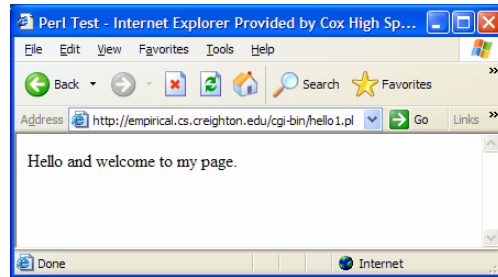 Perl Test - Internet Explorer Provided by Cox High Sp...
File Edit View Favorites Tools Help
Back Search Favorites »
Address http://empirical.cs.creighton.edu/cgi-bin/hello1.pl Go Links »
Hello and welcome to my page.
Done Internet